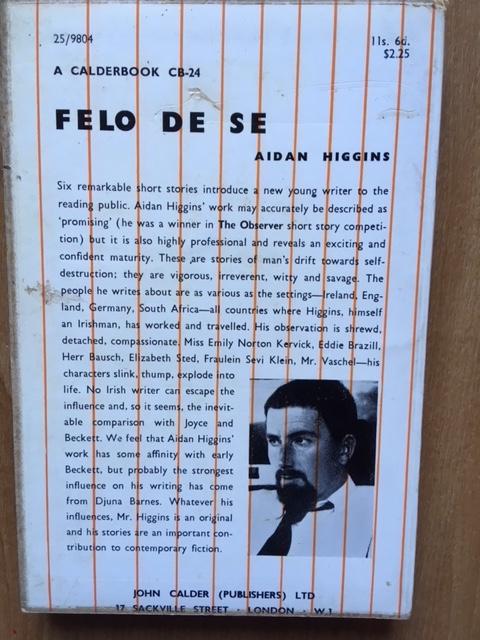 25/9804
11s. 6d.
$2.25
A CALDERBOOK CB-24
FELO DE SE
AIDAN HIGGINS
Six remarkable short stories introduce a new young writer to the
reading public. Aidan Higgins' work may accurately be described as
'promising' (he was a winner in The Observer short story competi-
tion) but it is also highly professional and reveals an exciting and
confident maturity. These are stories of man's drift towards self-
destruction; they are vigorous, irreverent, witty and savage. The
people he writes about are as various as the settings—Ireland, Eng-
land, Germany, South Africa—all countries where Higgins, himself
an Irishman, has worked and travelled. His observation is shrewd,
detached, compassionate. Miss Emily Norton Kervick, Eddie Brazill,
Herr Bausch, Elizabeth Sted, Fraulein Sevi Klein, Mr. Vaschel—his
characters slink, thump, explode into
life. No Irish writer can escape the
influence and, so it seems, the inevit-
able comparison with Joyce and
Beckett. We feel that Aidan Higgins'
work has some affinity with early
Beckett, but probably the strongest
influence on his writing has come
from Djuna Barnes. Whatever his
influences, Mr. Higgins is an original
and his stories are an important con-
tribution to contemporary fiction.
JOHN CALDER (PUBLISHERS) LTD
17 SACKVILLE STREET · LONDON · W.1